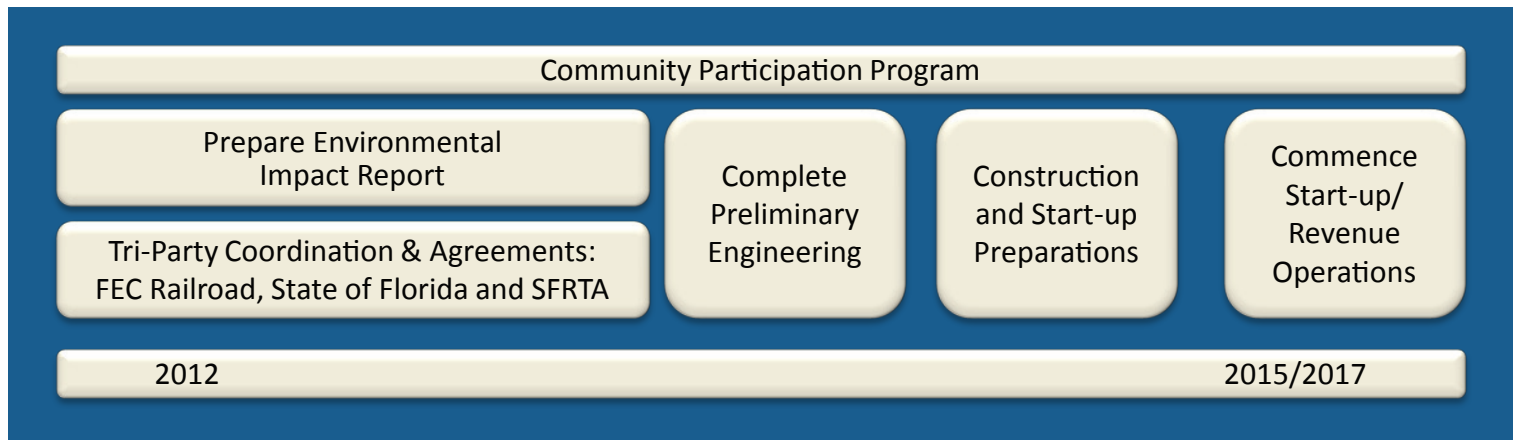 Community Participation Program
Prepare Environmental
Impact Report
Tri-Party Coordination & Agreements:
FEC Railroad, State of Florida and SFRTA
Complete
Preliminary
Engineering
Construction
and Start-up
Preparations
Commence
Start-up/
Revenue
Operations
2012
2015/2017